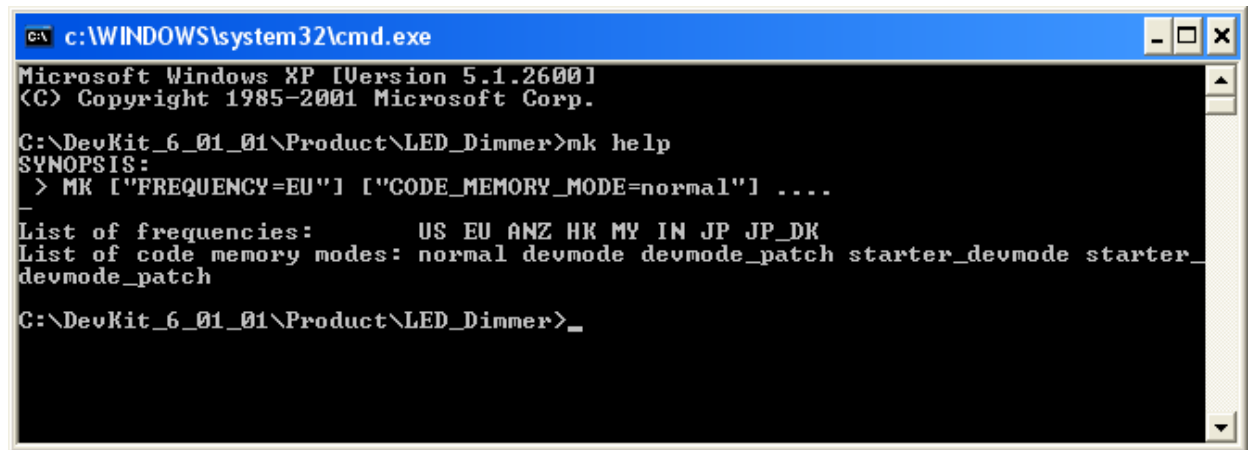 c:\WINDOWS\system32\cmd.exe
Microsoft Windows XP [Version 5.1.2600]
(C) Copyright 1985-2001 Microsoft Corp.
C:\DevKit_6_01_01\Product\LED_Dimmer>mk help
SYNOPSIS:
 > MK ["FREQUENCY=EU"] ["CODE_MEMORY_MODE=normal"] ....
_
List of frequencies:       US EU ANZ HK MY IN JP JP_DK
List of code memory modes: normal devmode devmode_patch starter_devmode starter_
devmode_patch
C:\DevKit_6_01_01\Product\LED_Dimmer>_